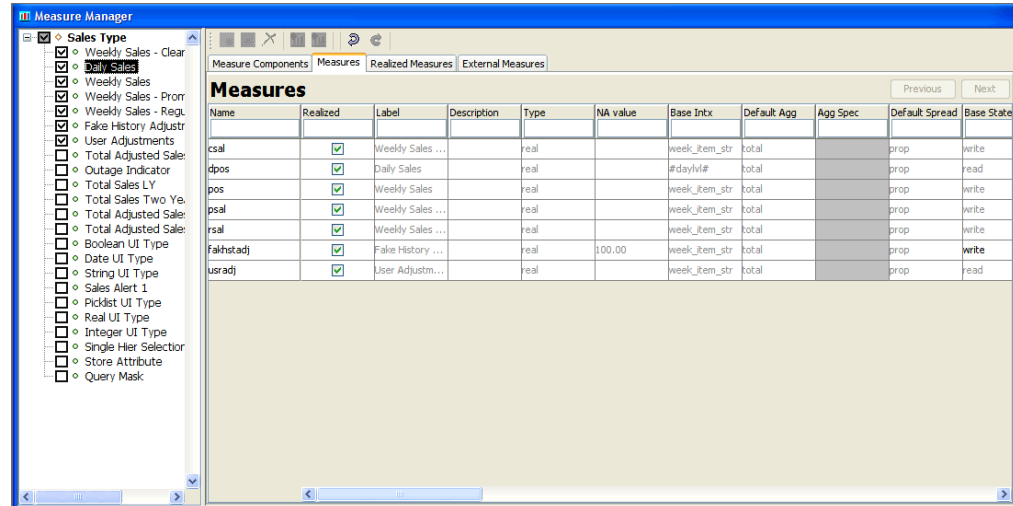 Measure Manager
Sales Type
Weekly Sales - Clear
Daily Sales
Weekly Sales
Weekly Sales - Prom
Weekly Sales - Regu
Fake History Adjustr
User Adjustments
Total Adjusted Sale
Outage Indicator
Total Sales LY
Total Sales Two Ye
Total Adjusted Sale
Total Adjusted Sale
Boolean UI Type
Date UI Type
String UI Type
Sales Alert 1
Picklist UI Type
Real UI Type
Integer UI Type
Single Hier Selection
Store Attribute
Query Mask
Measure Components Measures Realized Measures External Measures
Measures Previous Next
Name Realized Label Description Type NA value Base Intx Default Agg Agg Spec Default Spread Base State
csal Weekly Sales ... real week_item_str total prop write
dpos Daily Sales real #daylvl# total prop read
pos Weekly Sales real week_item_str total prop write
psal Weekly Sales ... real week_item_str total prop write
rsal Weekly Sales ... real week_item_str total prop write
fakhstadj Fake History ... real 100.00 week_item_str total prop write
usradj User Adjustm... real week_item_str total prop read